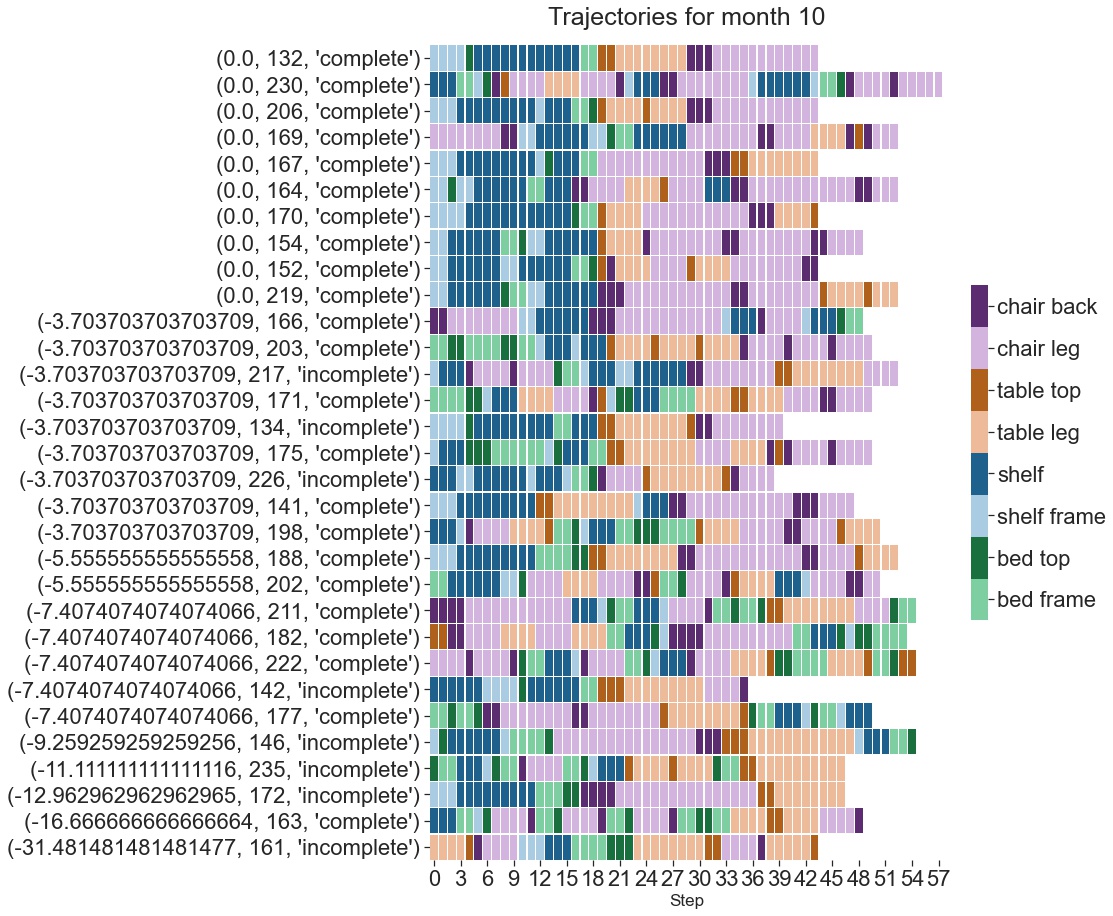 Trajectories for month 10
(0.0, 132, 'complete')
(0.0, 230, 'complete')
(0.0, 206, 'complete')
(0.0, 169, 'complete')
(0.0, 167, 'complete')
(0.0, 164, 'complete')
(0.0, 170, 'complete')
(0.0, 154, 'complete')
(0.0, 152, 'complete')
(0.0, 219, 'complete')
(-3.703703703703709, 166, 'complete')
(-3.703703703703709, 203, 'complete')
(-3.703703703703709, 217, 'incomplete')
(-3.703703703703709, 171, 'complete')
(-3.703703703703709, 134, 'incomplete')
(-3.703703703703709, 175, 'complete')
(-3.703703703703709, 226, 'incomplete')
(-3.703703703703709, 141, 'complete')
(-3.703703703703709, 198, 'complete')
(-5.555555555555558, 188, 'complete')
(-5.555555555555558, 202, 'complete')
(-7.4074074074074066, 211, 'complete')
(-7.4074074074074066, 182, 'complete')
(-7.4074074074074066, 222, 'complete')
(-7.4074074074074066, 142, 'incomplete')
(-7.4074074074074066, 177, 'complete')
(-9.259259259259256, 146, 'incomplete')
(-11.111111111111116, 235, 'incomplete')
(-12.962962962962965, 172, 'incomplete')
(-16.666666666666664, 163, 'complete')
(-31.481481481481477, 161, 'incomplete')
0 3 6 9 12 15 18 21 24 27 30 33 36 39 42 45 48 51 54 57
Step
chair back
chair leg
table top
table leg
shelf
shelf frame
bed top
bed frame